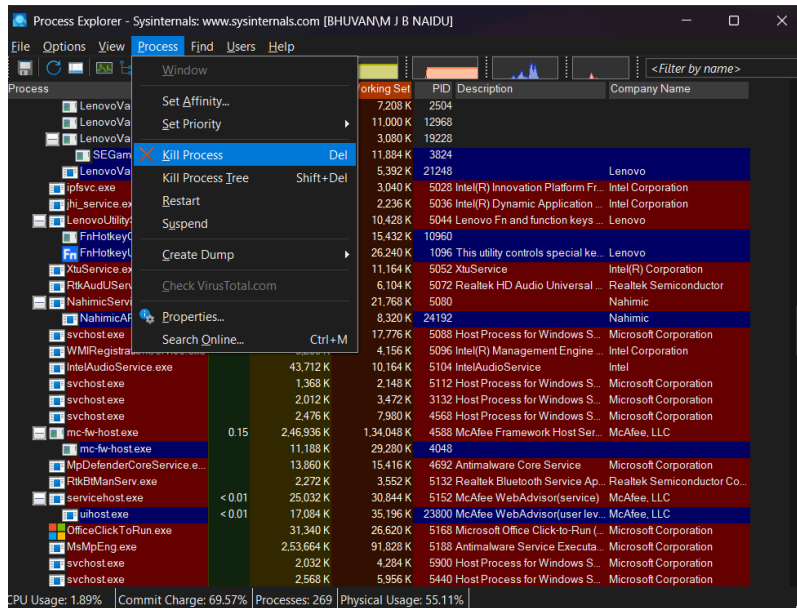 Process Explorer - Sysinternals: www.sysinternals.com [BHUVAN\M J B NAIDU]
File Options View Process Find Users Help
<Filter by name>
Process Working Set PID Description Company Name
Window
Set Affinity...
Set Priority
Kill Process Del
Kill Process Tree Shift+Del
Restart
Suspend
Create Dump
Check VirusTotal.com
Properties...
Search Online... Ctrl+M
LenovoVa 7,208 K 2504
LenovoVa 11,000 K 12968
LenovoVa 3,080 K 19228
SEGam 11,884 K 3824
LenovoVa 5,392 K 21248 Lenovo
ipfsvc.exe 3,040 K 5028 Intel(R) Innovation Platform Fr... Intel Corporation
jhi_service.ex 2,236 K 5036 Intel(R) Dynamic Application ... Intel Corporation
LenovoUtilityS 10,428 K 5044 Lenovo Fn and function keys ... Lenovo
FnHotkeyC 15,432 K 10960
FnHotkeyU 26,240 K 1096 This utility controls special ke... Lenovo
XtuService.ex 11,164 K 5052 XtuService Intel(R) Corporation
RtkAudUServ 6,104 K 5072 Realtek HD Audio Universal ... Realtek Semiconductor
NahimicServi 21,768 K 5080 Nahimic
NahimicAP 8,320 K 24192 Nahimic
svchost.exe 17,776 K 5088 Host Process for Windows S... Microsoft Corporation
4,156 K 5096 Intel(R) Management Engine ... Intel Corporation
IntelAudioService.exe 43,712 K 10,164 K 5104 IntelAudioService Intel
svchost.exe 1,368 K 2,148 K 5112 Host Process for Windows S... Microsoft Corporation
svchost.exe 2,012 K 3,472 K 3132 Host Process for Windows S... Microsoft Corporation
svchost.exe 2,476 K 7,980 K 4568 Host Process for Windows S... Microsoft Corporation
mc-fw-host.exe 0.15 2,46,936 K 1,34,048 K 4588 McAfee Framework Host Ser... McAfee, LLC
mc-fw-host.exe 11,188 K 29,280 K 4048
MpDefenderCoreService.e... 13,860 K 15,416 K 4692 Antimalware Core Service Microsoft Corporation
RtkBtManServ.exe 2,272 K 3,552 K 5132 Realtek Bluetooth Service Ap... Realtek Semiconductor Co...
servicehost.exe < 0.01 25,032 K 30,844 K 5152 McAfee WebAdvisor(service) McAfee, LLC
uihost.exe < 0.01 17,084 K 35,196 K 23800 McAfee WebAdvisor(user lev... McAfee, LLC
OfficeClickToRun.exe 31,340 K 26,620 K 5168 Microsoft Office Click-to-Run (... Microsoft Corporation
MsMpEng.exe 2,53,664 K 91,828 K 5188 Antimalware Service Executa... Microsoft Corporation
svchost.exe 2,032 K 4,284 K 5900 Host Process for Windows S... Microsoft Corporation
svchost.exe 2,568 K 5,956 K 5440 Host Process for Windows S... Microsoft Corporation
CPU Usage: 1.89% Commit Charge: 69.57% Processes: 269 Physical Usage: 55.11%